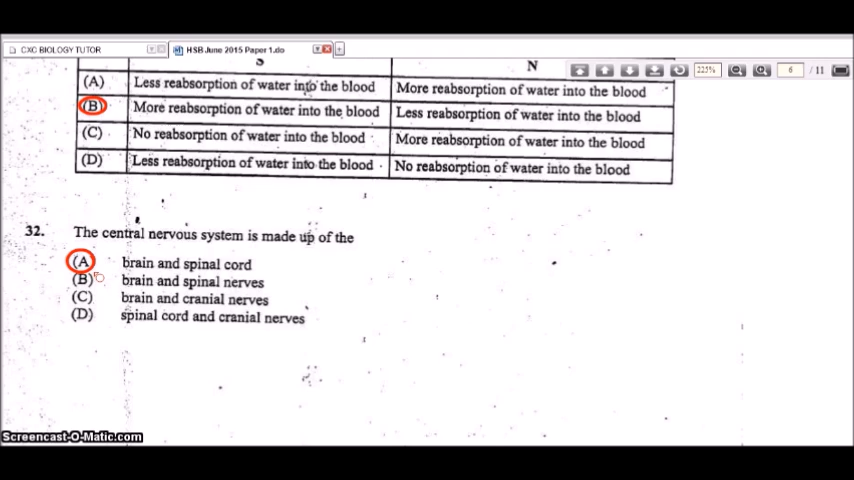 CXC BIOLOGY TUTOR
HSB June 2015 Paper 1.do
225%
6 / 11
S N
(A) Less reabsorption of water into the blood More reabsorption of water into the blood
(B) More reabsorption of water into the blood Less reabsorption of water into the blood
(C) No reabsorption of water into the blood More reabsorption of water into the blood
(D) Less reabsorption of water into the blood No reabsorption of water into the blood
32. The central nervous system is made up of the
(A brain and spinal cord
(B) brain and spinal nerves
(C) brain and cranial nerves
(D) spinal cord and cranial nerves
Screencast-O-Matic.com